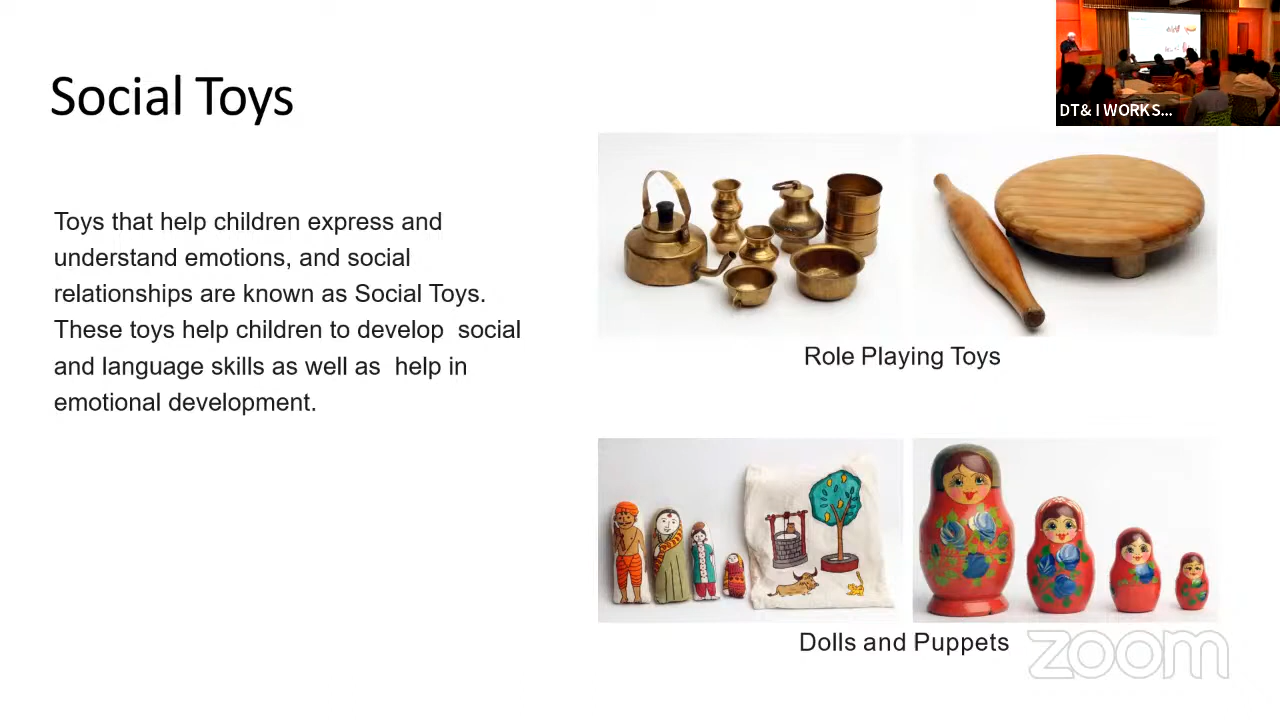 DT& I WORKS...
Social Toys
Toys that help children express and
understand emotions, and social
relationships are known as Social Toys.
These toys help children to develop  social
and language skills as well as  help in
emotional development.
Role Playing Toys
Dolls and Puppets
zoom